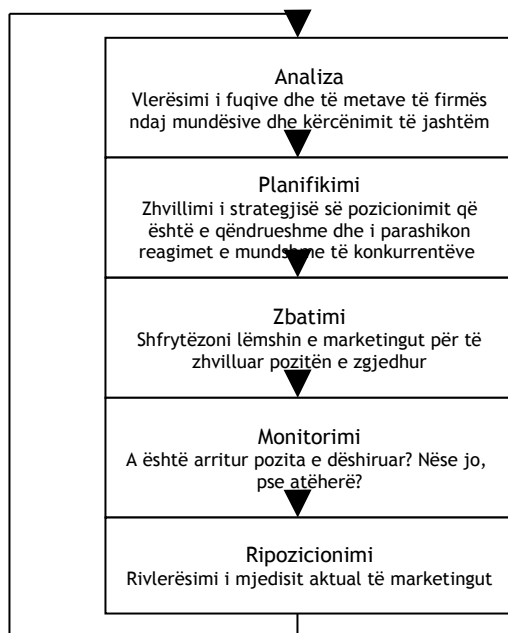 Analiza
Vlerësimi i fuqive dhe të metave të firmës
ndaj mundësive dhe kërcënimit të jashtëm
Planifikimi
Zhvillimi i strategjisë së pozicionimit që
është e qëndrueshme dhe i parashikon
reagimet e mundshme të konkurrentëve
Zbatimi
Shfrytëzoni lëmshin e marketingut për të
zhvilluar pozitën e zgjedhur
Monitorimi
A është arritur pozita e dëshiruar? Nëse jo,
pse atëherë?
Ripozicionimi
Rivlerësimi i mjedisit aktual të marketingut